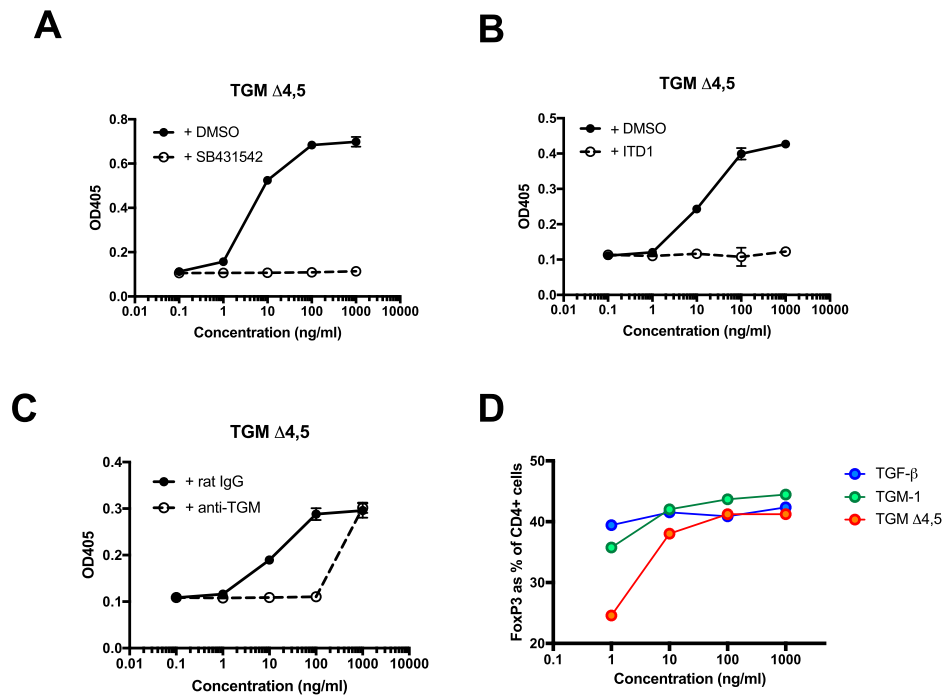 A
TGM Δ4,5
+ DMSO
+ SB431542
OD405
0.8
0.6
0.4
0.2
0.0
0.01 0.1 1 10 100 1000 10000
Concentration (ng/ml)
B
TGM Δ4,5
+ DMSO
+ ITD1
OD405
0.5
0.4
0.3
0.2
0.1
0.0
0.01 0.1 1 10 100 1000 10000
Concentration (ng/ml)
C
TGM Δ4,5
+ rat IgG
+ anti-TGM
OD405
0.4
0.3
0.2
0.1
0.0
0.01 0.1 1 10 100 1000 10000
Concentration (ng/ml)
D
FoxP3 as % of CD4+ cells
50
40
30
20
0.1 1 10 100 1000
Concentration (ng/ml)
TGF-β
TGM-1
TGM Δ4,5